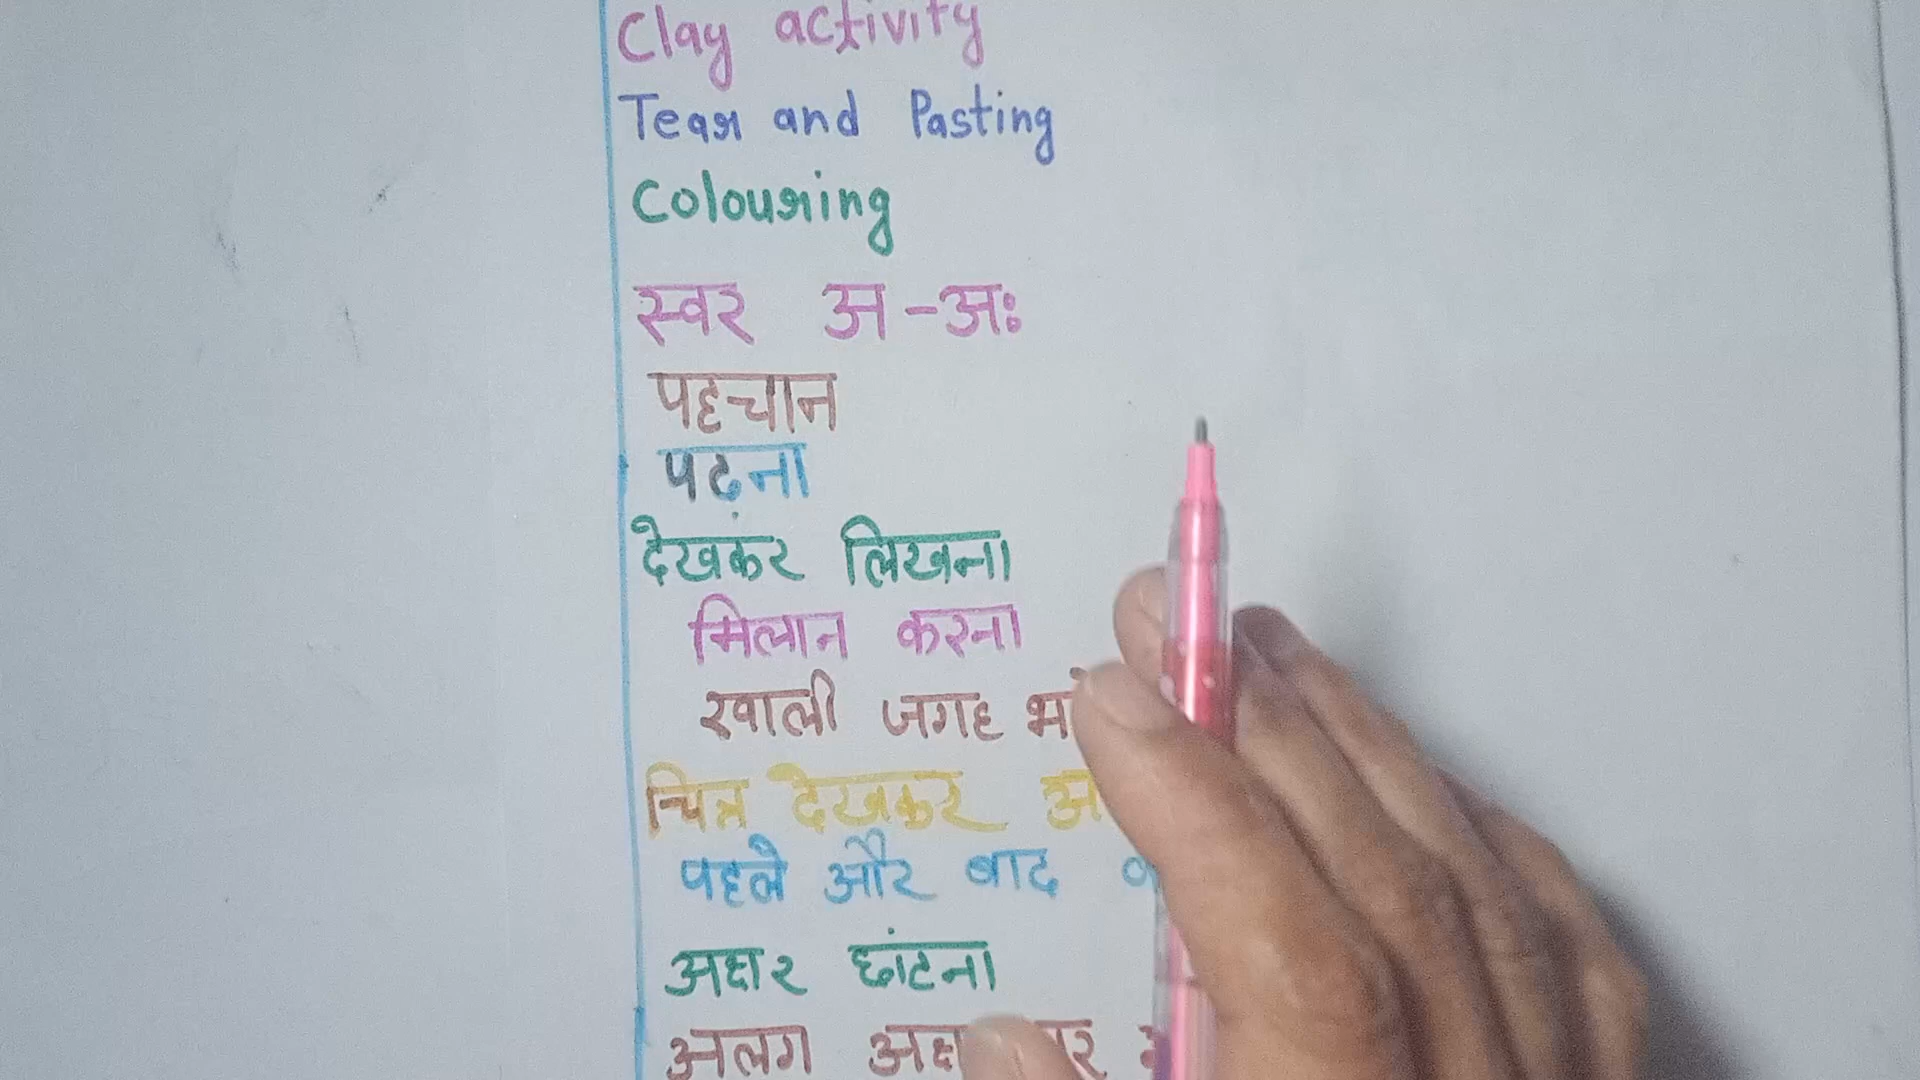 Clay activity
Tear and Pasting
Colouring
स्वर अ-अः
पहचान
पढ़ना
देखकर लिखना
मिलान करना
खाली जगह
चित्र देखकर
पहले और बाद
अक्षर छांटना
अलग